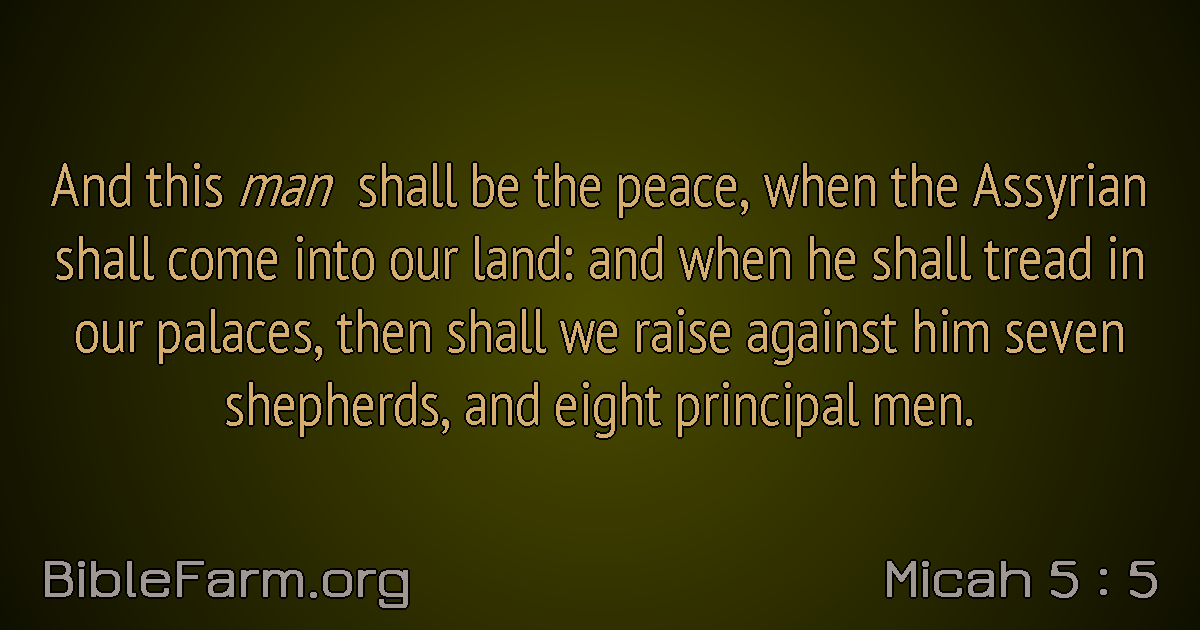 And this man shall be the peace, when the Assyrian
shall come into our land: and when he shall tread in
our palaces, then shall we raise against him seven
shepherds, and eight principal men.
BibleFarm.org
Micah 5 : 5